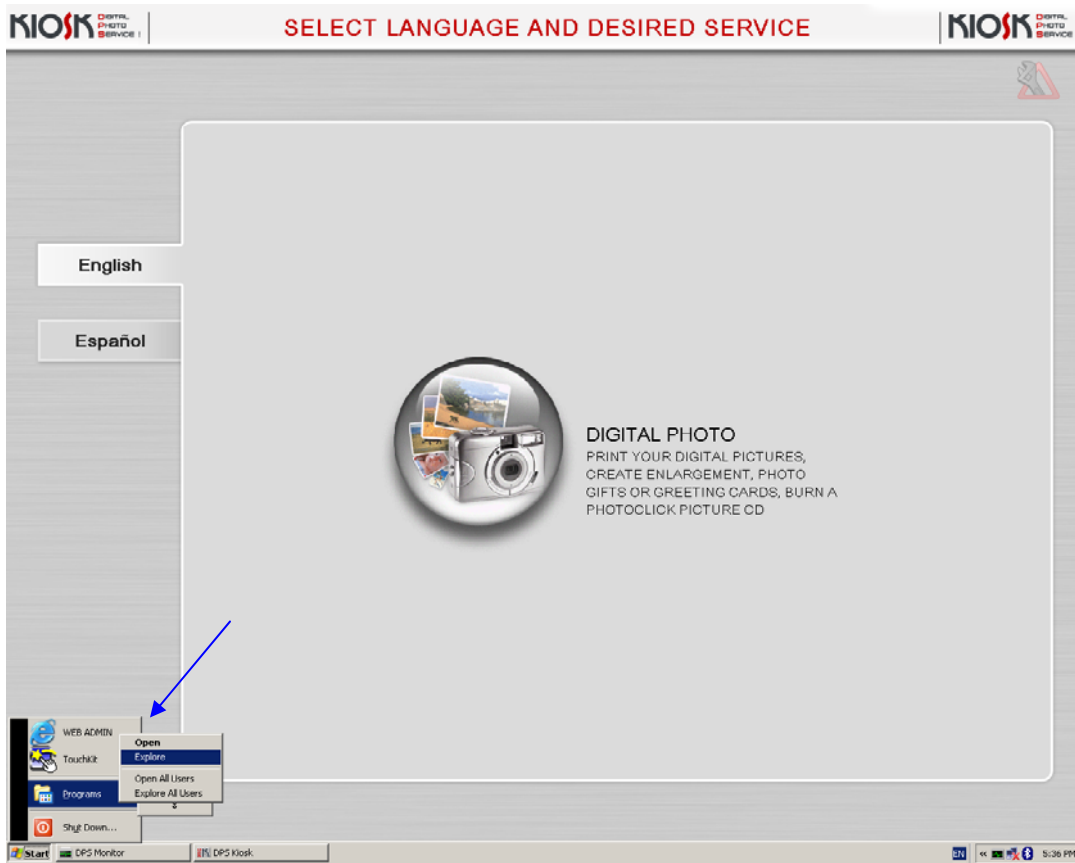 KIOSK DIGITAL PHOTO SERVICE
SELECT LANGUAGE AND DESIRED SERVICE
KIOSK DIGITAL PHOTO SERVICE
English
Español
DIGITAL PHOTO
PRINT YOUR DIGITAL PICTURES,
CREATE ENLARGEMENT, PHOTO
GIFTS OR GREETING CARDS, BURN A
PHOTOCLICK PICTURE CD
WEB ADMIN
TouchKit
Programs
Shut Down...
Open
Explore
Open All Users
Explore All Users
Start
DPS Monitor
DPS Kiosk
EN
«
5:36 PM